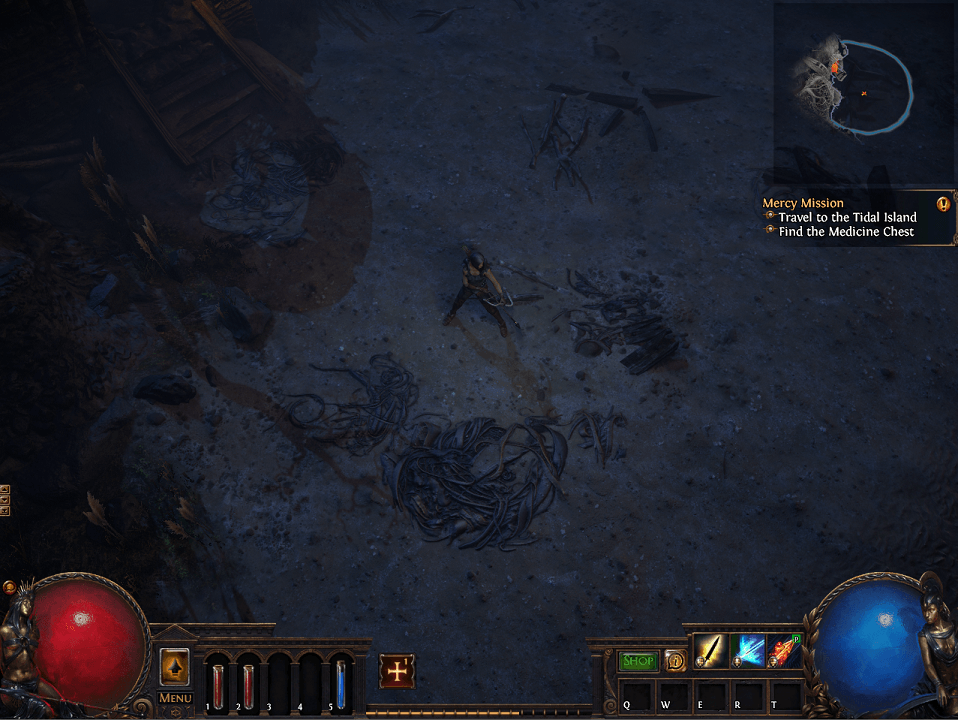 Mercy Mission
Travel to the Tidal Island
Find the Medicine Chest
MENU
1 2 3 4 5
SHOP
P
Q W E R T